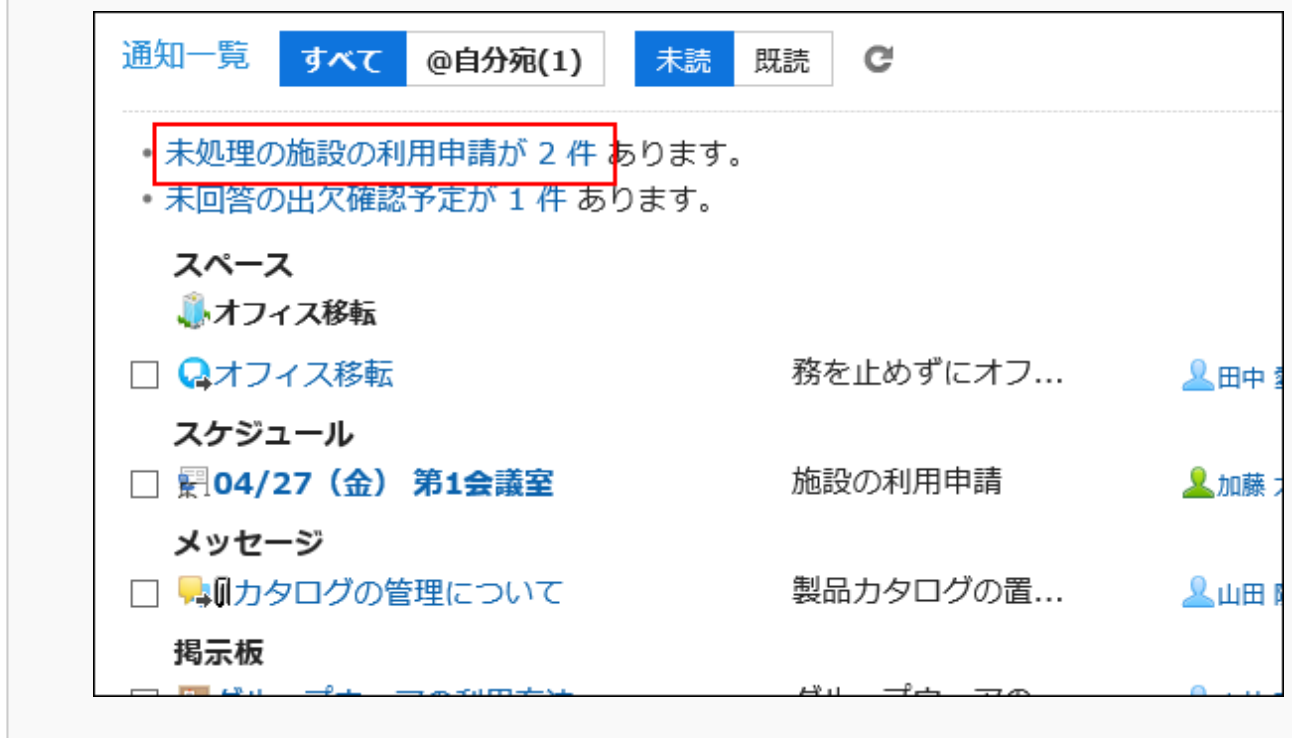 通知一覧 すべて @自分宛(1) 未読 既読
・未処理の施設の利用申請が 2 件 あります。
・未回答の出欠確認予定が 1 件 あります。
スペース
オフィス移転
オフィス移転 務を止めずにオフ... 田中
スケジュール
04/27（金） 第1会議室 施設の利用申請 加藤
メッセージ
カタログの管理について 製品カタログの置... 山田
掲示板